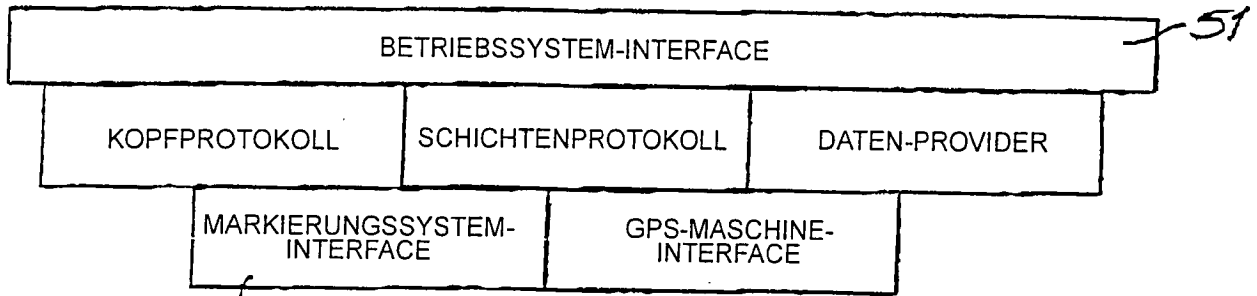 BETRIEBSSYSTEM-INTERFACE
51
KOPFPROTOKOLL
SCHICHTENPROTOKOLL
DATEN-PROVIDER
MARKIERUNGSSYSTEM-
INTERFACE
GPS-MASCHINE-
INTERFACE